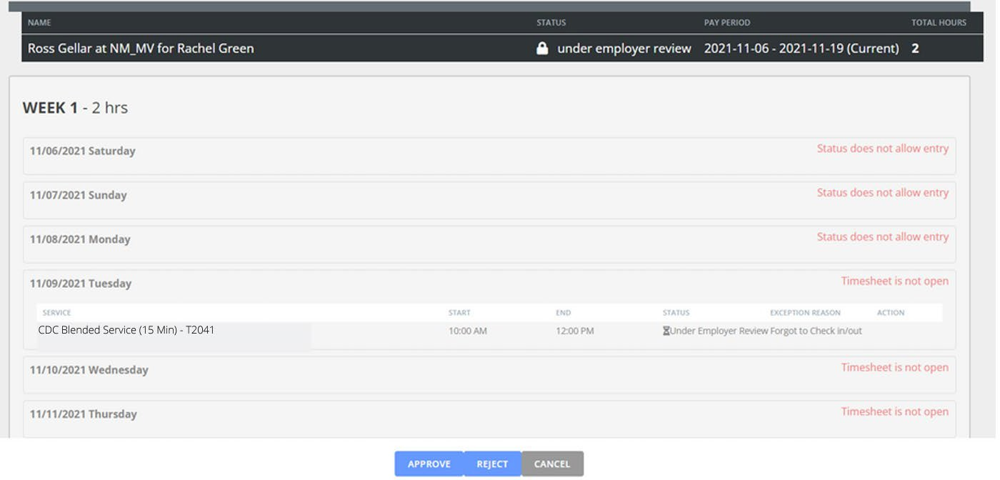 NAME STATUS PAY PERIOD TOTAL HOURS
Ross Gellar at NM_MV for Rachel Green under employer review 2021-11-06 - 2021-11-19 (Current) 2
WEEK 1 - 2 hrs
11/06/2021 Saturday Status does not allow entry
11/07/2021 Sunday Status does not allow entry
11/08/2021 Monday Status does not allow entry
11/09/2021 Tuesday Timesheet is not open
SERVICE START END STATUS EXCEPTION REASON ACTION
CDC Blended Service (15 Min) - T2041 10:00 AM 12:00 PM Under Employer Review Forgot to Check in/out
11/10/2021 Wednesday Timesheet is not open
11/11/2021 Thursday Timesheet is not open
APPROVE REJECT CANCEL